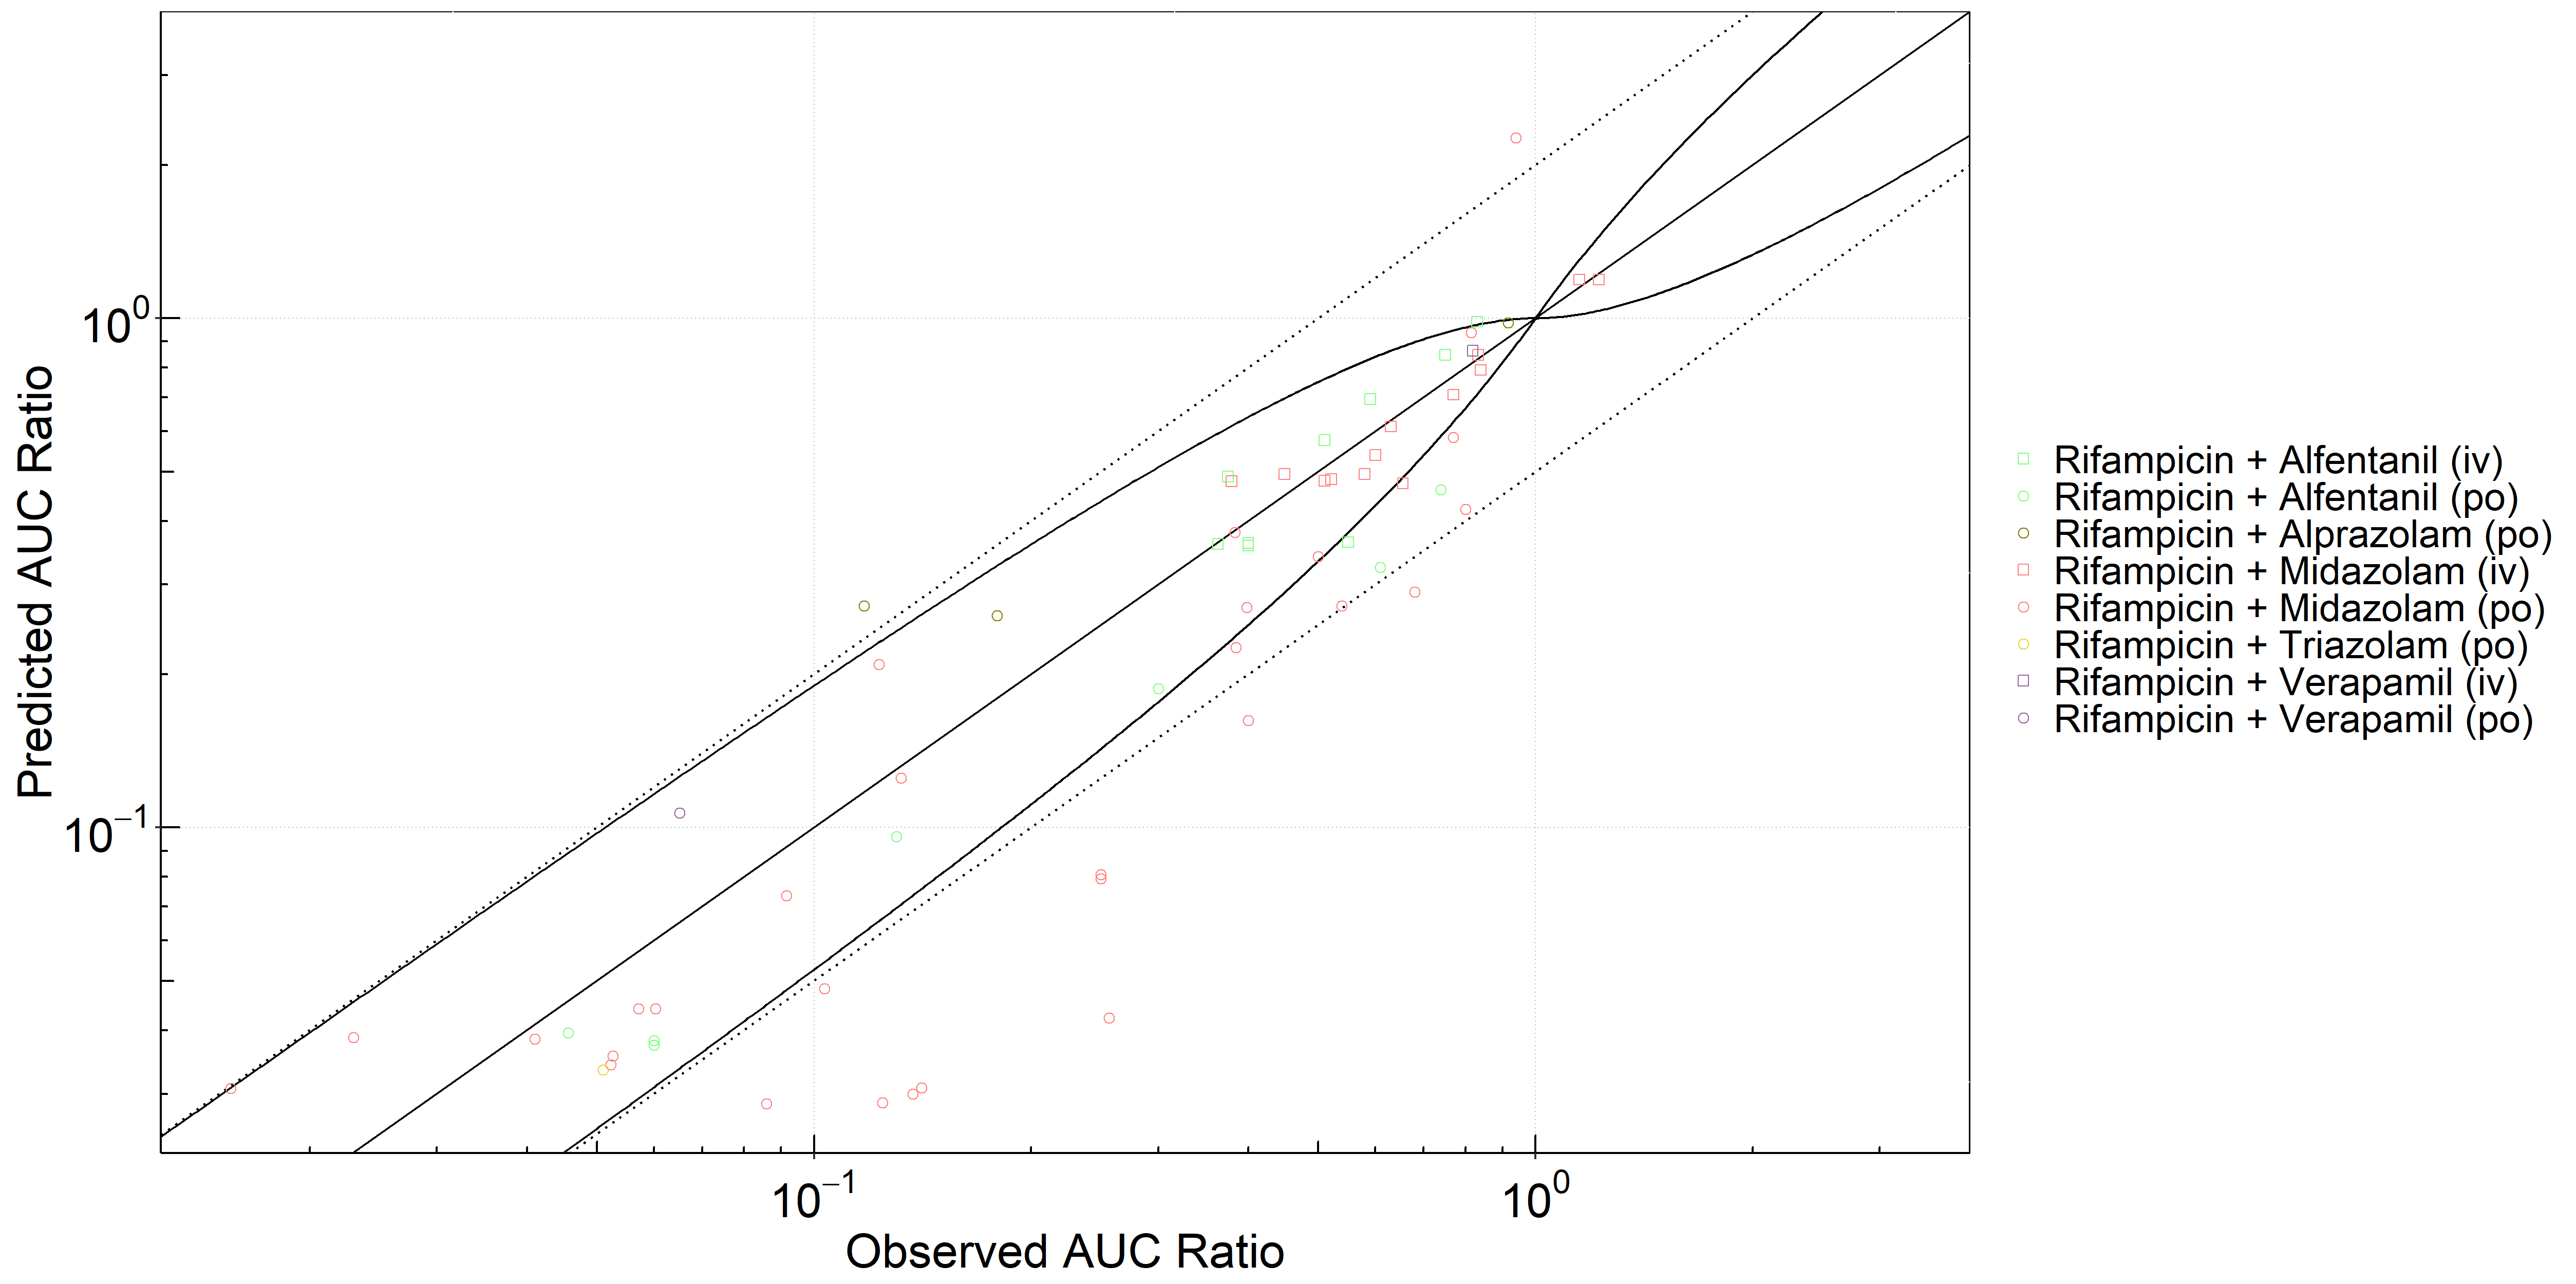 Predicted AUC Ratio
10⁰
10⁻¹
10⁻¹
10⁰
Observed AUC Ratio
Rifampicin + Alfentanil (iv)
Rifampicin + Alfentanil (po)
Rifampicin + Alprazolam (po)
Rifampicin + Midazolam (iv)
Rifampicin + Midazolam (po)
Rifampicin + Triazolam (po)
Rifampicin + Verapamil (iv)
Rifampicin + Verapamil (po)